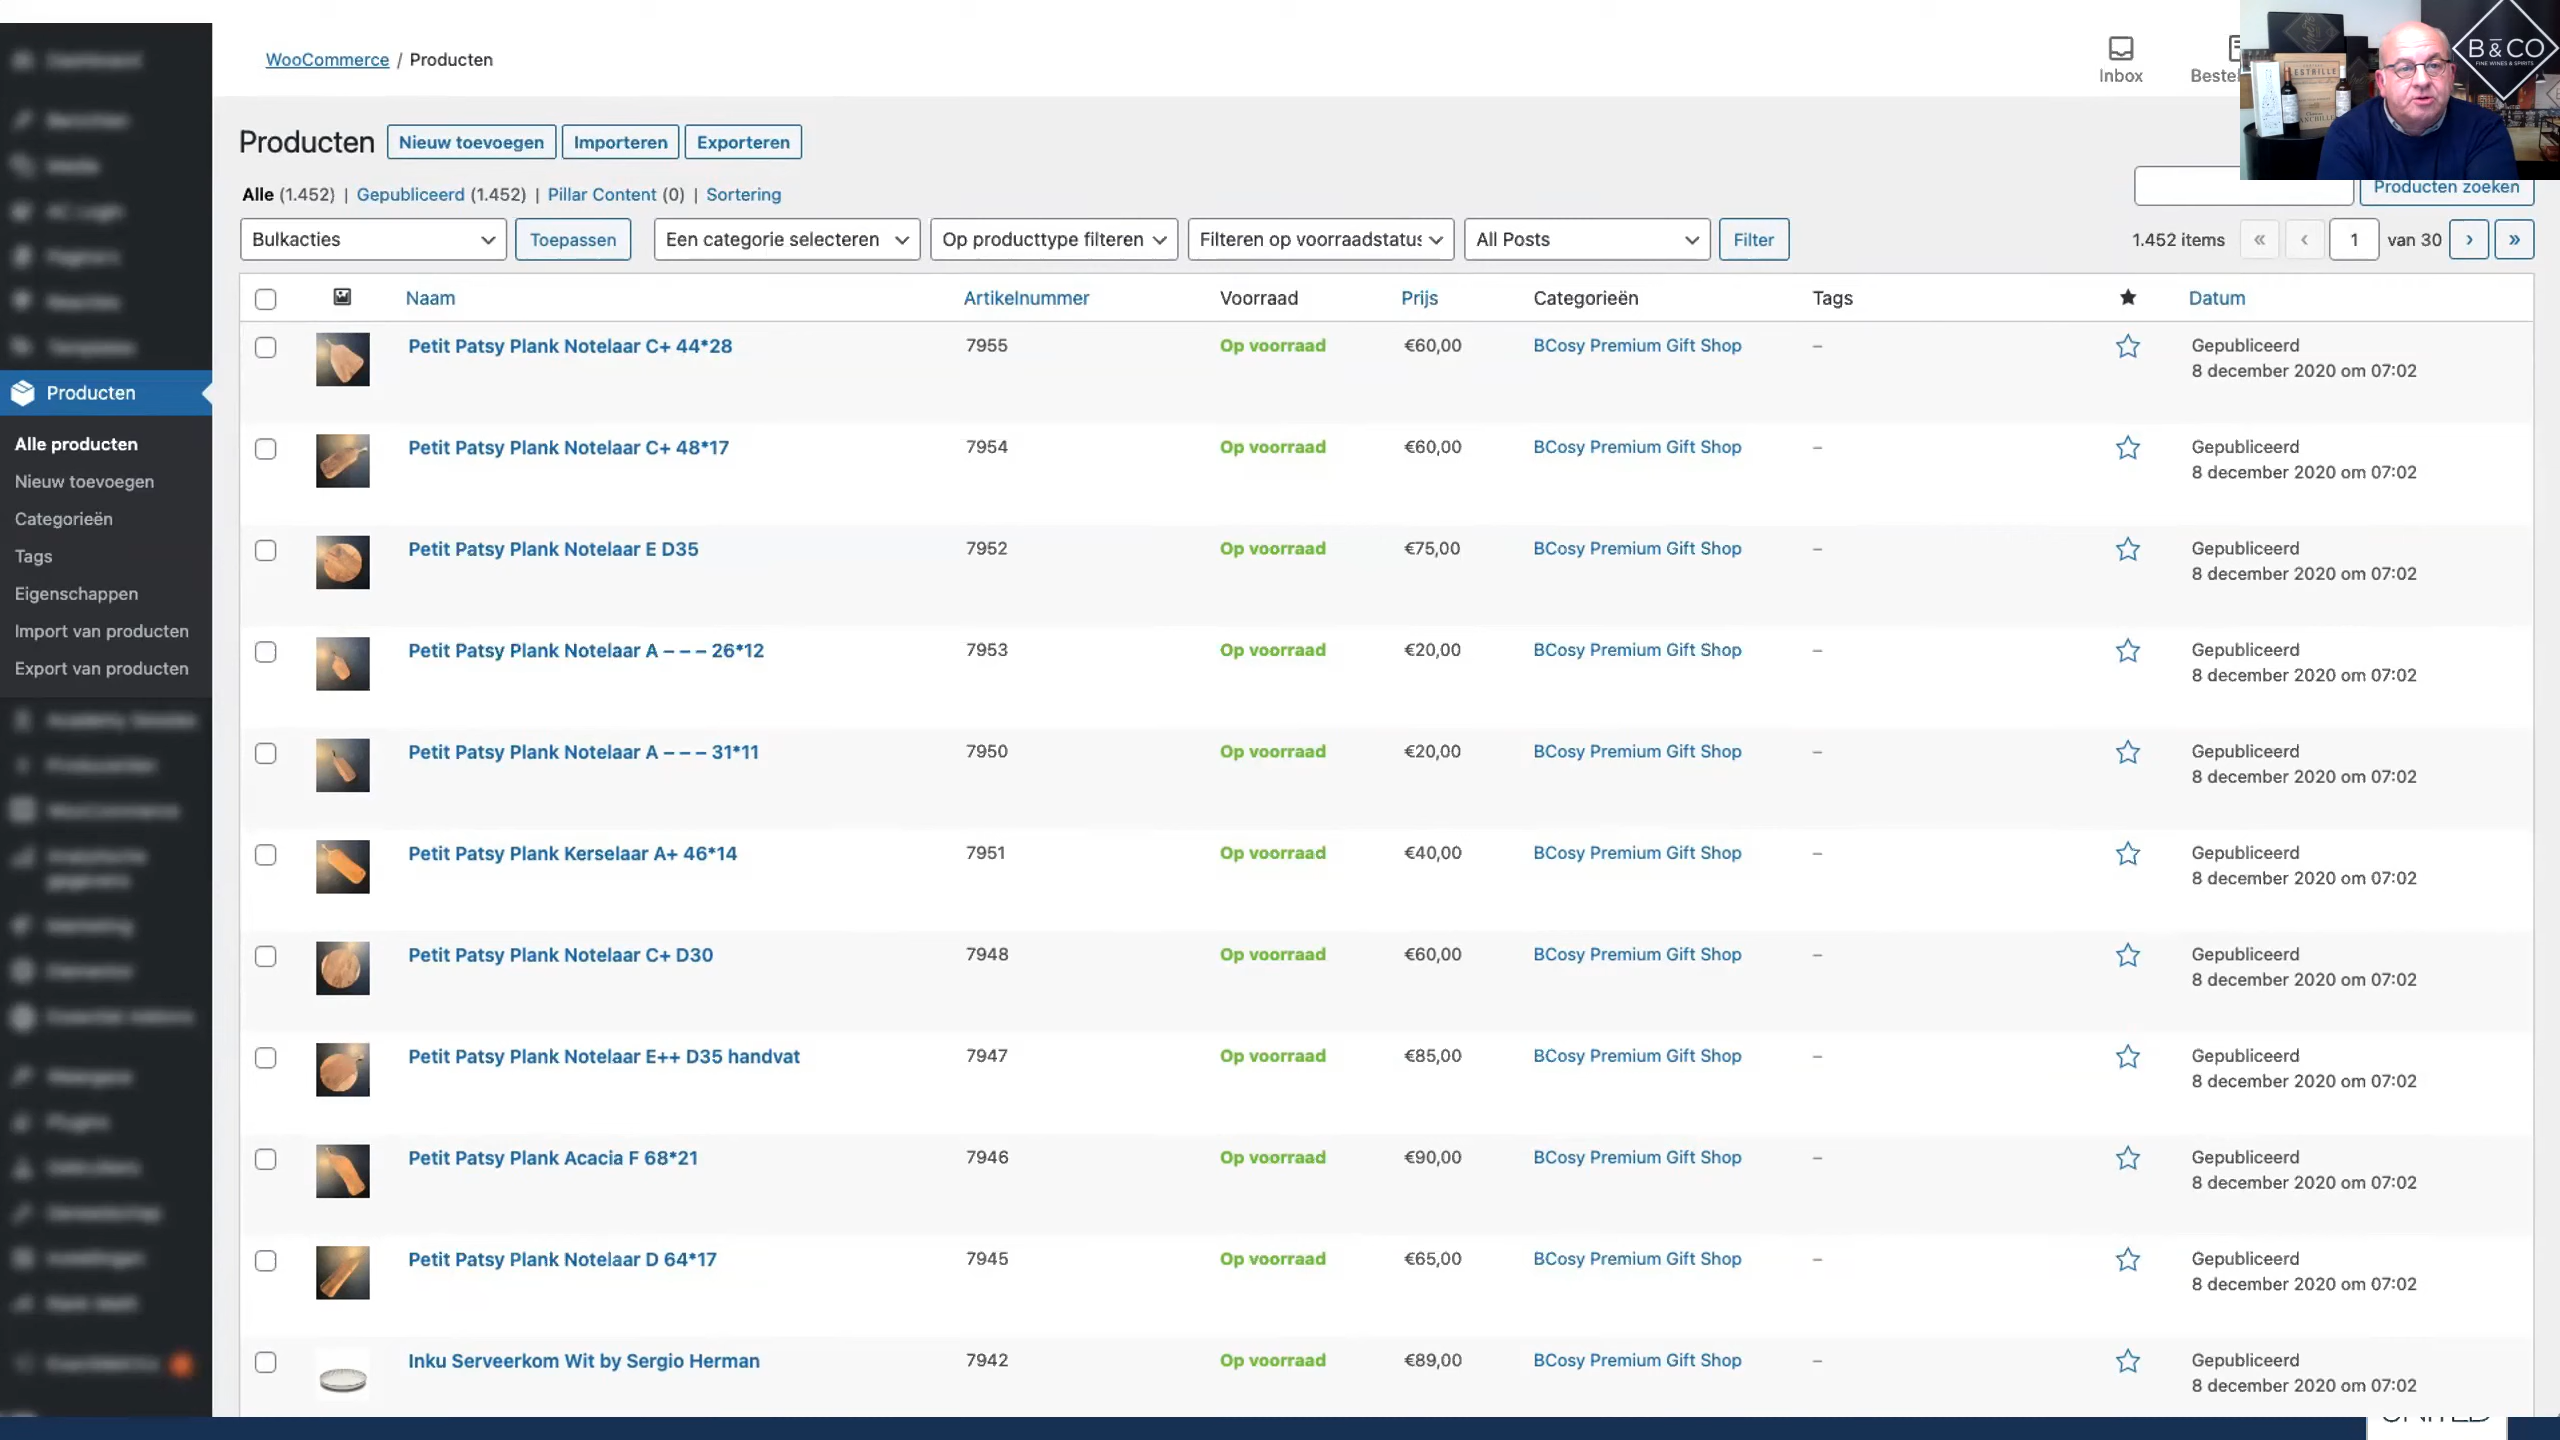 WooCommerce / Producten
Inbox
Bestel
B & CO
FINE WINES & SPIRITS
Producten Nieuw toevoegen Importeren Exporteren
Alle (1.452) | Gepubliceerd (1.452) | Pillar Content (0) | Sortering
Producten zoeken
Bulkacties Toepassen Een categorie selecteren Op producttype filteren Filteren op voorraadstatus All Posts Filter
1.452 items « ‹ 1 van 30 › »
Naam Artikelnummer Voorraad Prijs Categorieën Tags Datum
Petit Patsy Plank Notelaar C+ 44*28 7955 Op voorraad €60,00 BCosy Premium Gift Shop – Gepubliceerd
8 december 2020 om 07:02
Petit Patsy Plank Notelaar C+ 48*17 7954 Op voorraad €60,00 BCosy Premium Gift Shop – Gepubliceerd
8 december 2020 om 07:02
Petit Patsy Plank Notelaar E D35 7952 Op voorraad €75,00 BCosy Premium Gift Shop – Gepubliceerd
8 december 2020 om 07:02
Petit Patsy Plank Notelaar A – – – 26*12 7953 Op voorraad €20,00 BCosy Premium Gift Shop – Gepubliceerd
8 december 2020 om 07:02
Petit Patsy Plank Notelaar A – – – 31*11 7950 Op voorraad €20,00 BCosy Premium Gift Shop – Gepubliceerd
8 december 2020 om 07:02
Petit Patsy Plank Kerselaar A+ 46*14 7951 Op voorraad €40,00 BCosy Premium Gift Shop – Gepubliceerd
8 december 2020 om 07:02
Petit Patsy Plank Notelaar C+ D30 7948 Op voorraad €60,00 BCosy Premium Gift Shop – Gepubliceerd
8 december 2020 om 07:02
Petit Patsy Plank Notelaar E++ D35 handvat 7947 Op voorraad €85,00 BCosy Premium Gift Shop – Gepubliceerd
8 december 2020 om 07:02
Petit Patsy Plank Acacia F 68*21 7946 Op voorraad €90,00 BCosy Premium Gift Shop – Gepubliceerd
8 december 2020 om 07:02
Petit Patsy Plank Notelaar D 64*17 7945 Op voorraad €65,00 BCosy Premium Gift Shop – Gepubliceerd
8 december 2020 om 07:02
Inku Serveerkom Wit by Sergio Herman 7942 Op voorraad €89,00 BCosy Premium Gift Shop – Gepubliceerd
8 december 2020 om 07:02
Producten
Alle producten
Nieuw toevoegen
Categorieën
Tags
Eigenschappen
Import van producten
Export van producten